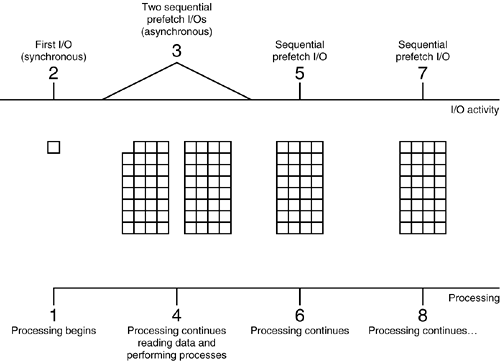 First I/O
(synchronous)
2
Two sequential
prefetch I/Os
(asynchronous)
3
Sequential
prefetch I/O
5
Sequential
prefetch I/O
7
I/O activity
Processing
1
Processing begins
4
Processing continues
reading data and
performing processes
6
Processing continues
8
Processing continues...